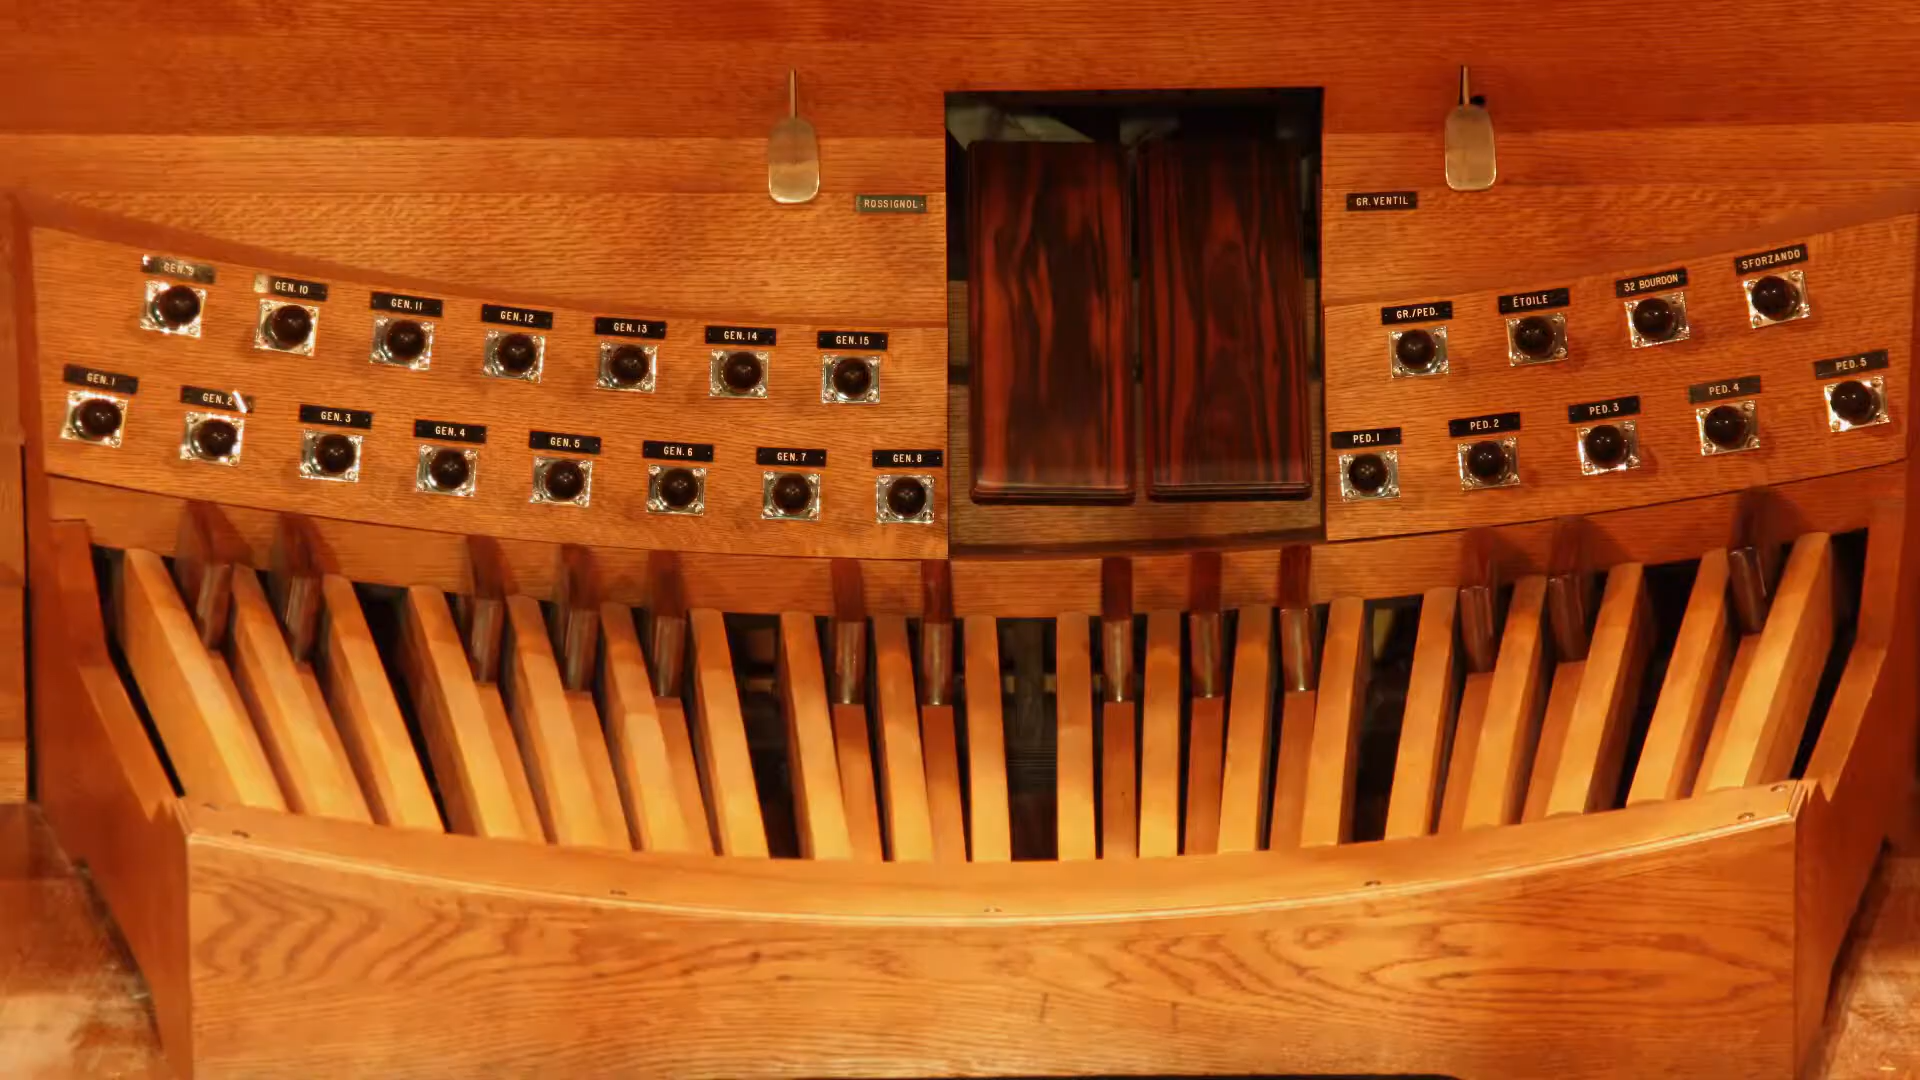 ROSSIGNOL
GR. VENTIL
GEN. 9
GEN. 10
GEN. 11
GEN. 12
GEN. 13
GEN. 14
GEN. 15
GR./PED.
ÉTOILE
32 BOURDON
SFORZANDO
GEN. 1
GEN. 2
GEN. 3
GEN. 4
GEN. 5
GEN. 6
GEN. 7
GEN. 8
PED. 1
PED. 2
PED. 3
PED. 4
PED. 5